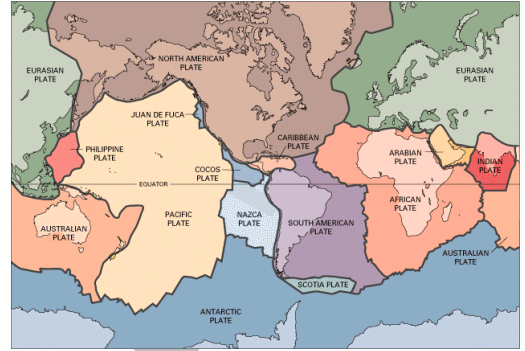 NORTH AMERICAN
PLATE
EURASIAN
PLATE
EURASIAN
PLATE
JUAN DE FUCA
PLATE
CARIBBEAN
PLATE
PHILIPPINE
PLATE
ARABIAN
PLATE
INDIAN
PLATE
COCOS
PLATE
EQUATOR
AFRICAN
PLATE
PACIFIC
PLATE
NAZCA
PLATE
SOUTH AMERICAN
PLATE
AUSTRALIAN
PLATE
AUSTRALIAN
PLATE
SCOTIA PLATE
ANTARCTIC
PLATE